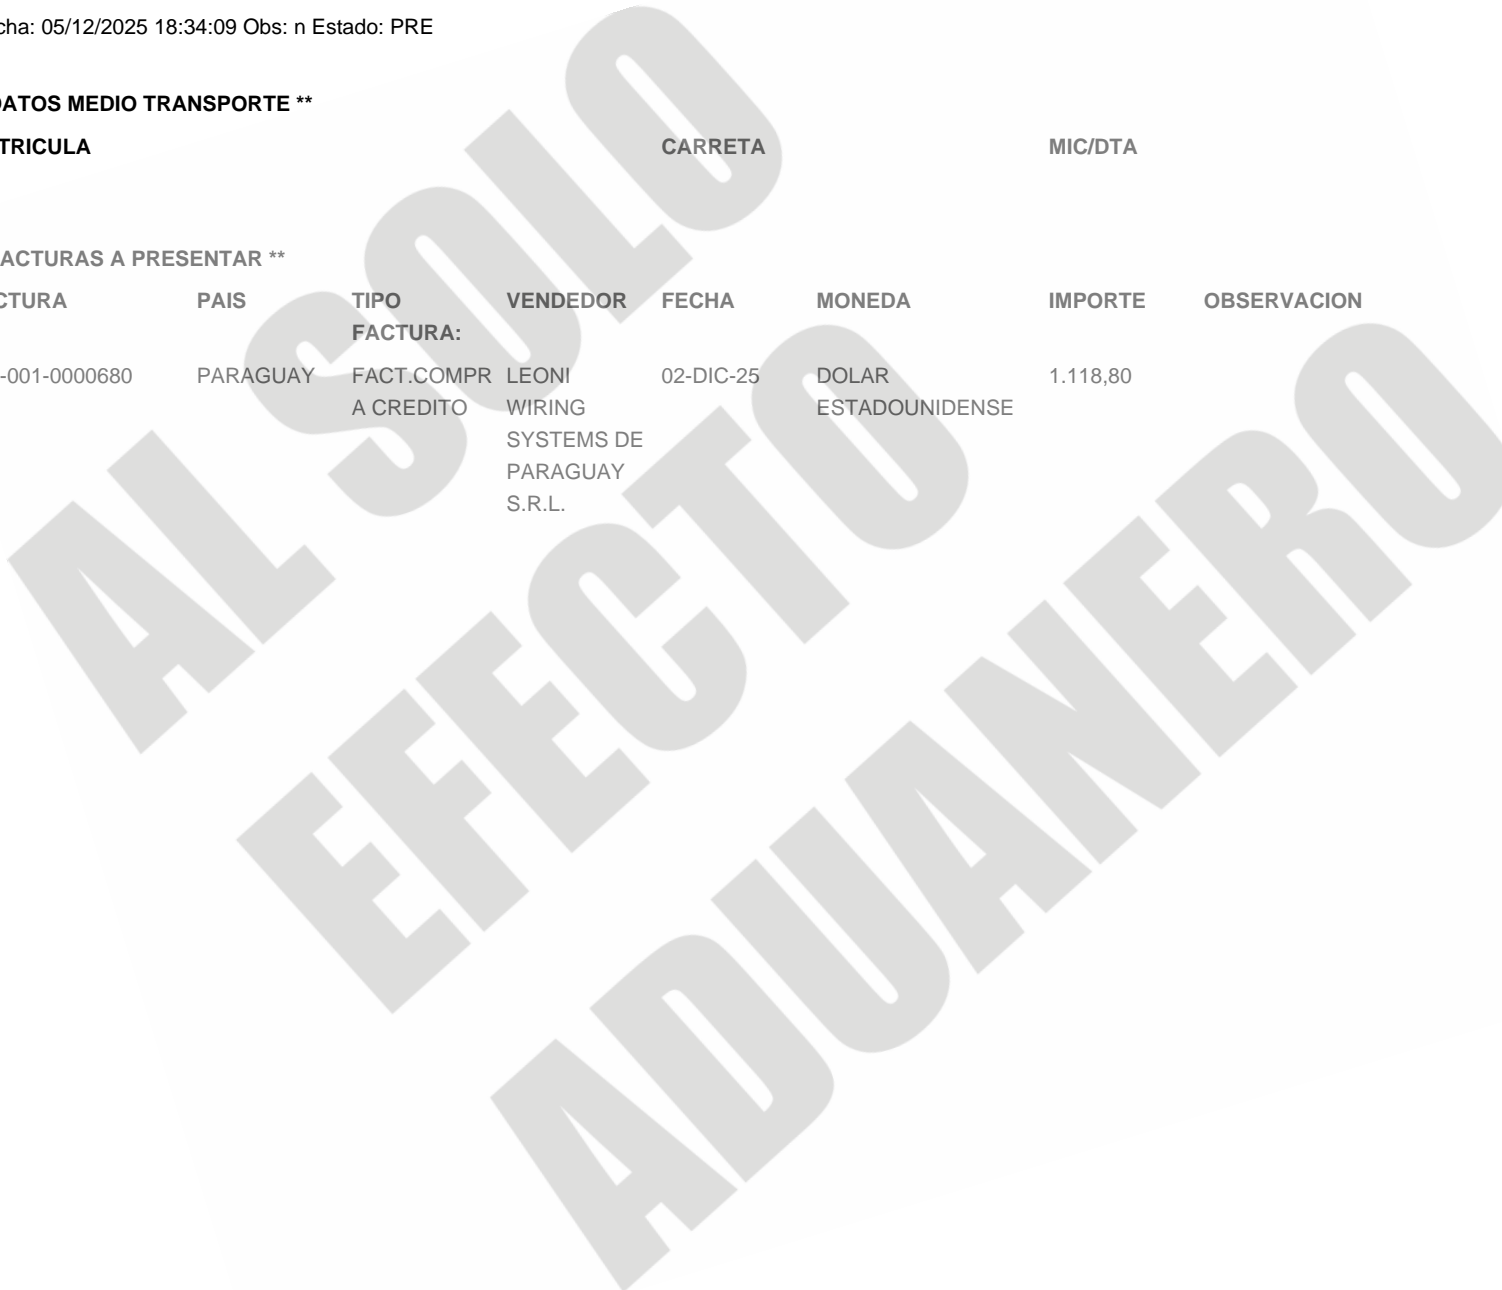 cha: 05/12/2025 18:34:09 Obs: n Estado: PRE
DATOS MEDIO TRANSPORTE **
TRICULA CARRETA MIC/DTA
ACTURAS A PRESENTAR **
CTURA PAIS TIPO VENDEDOR FECHA MONEDA IMPORTE OBSERVACION
FACTURA:
-001-0000680 PARAGUAY FACT.COMPR LEONI 02-DIC-25 DOLAR 1.118,80
A CREDITO WIRING ESTADOUNIDENSE
SYSTEMS DE
PARAGUAY
S.R.L.
AL SOLO
EFECTO
ADUANERO